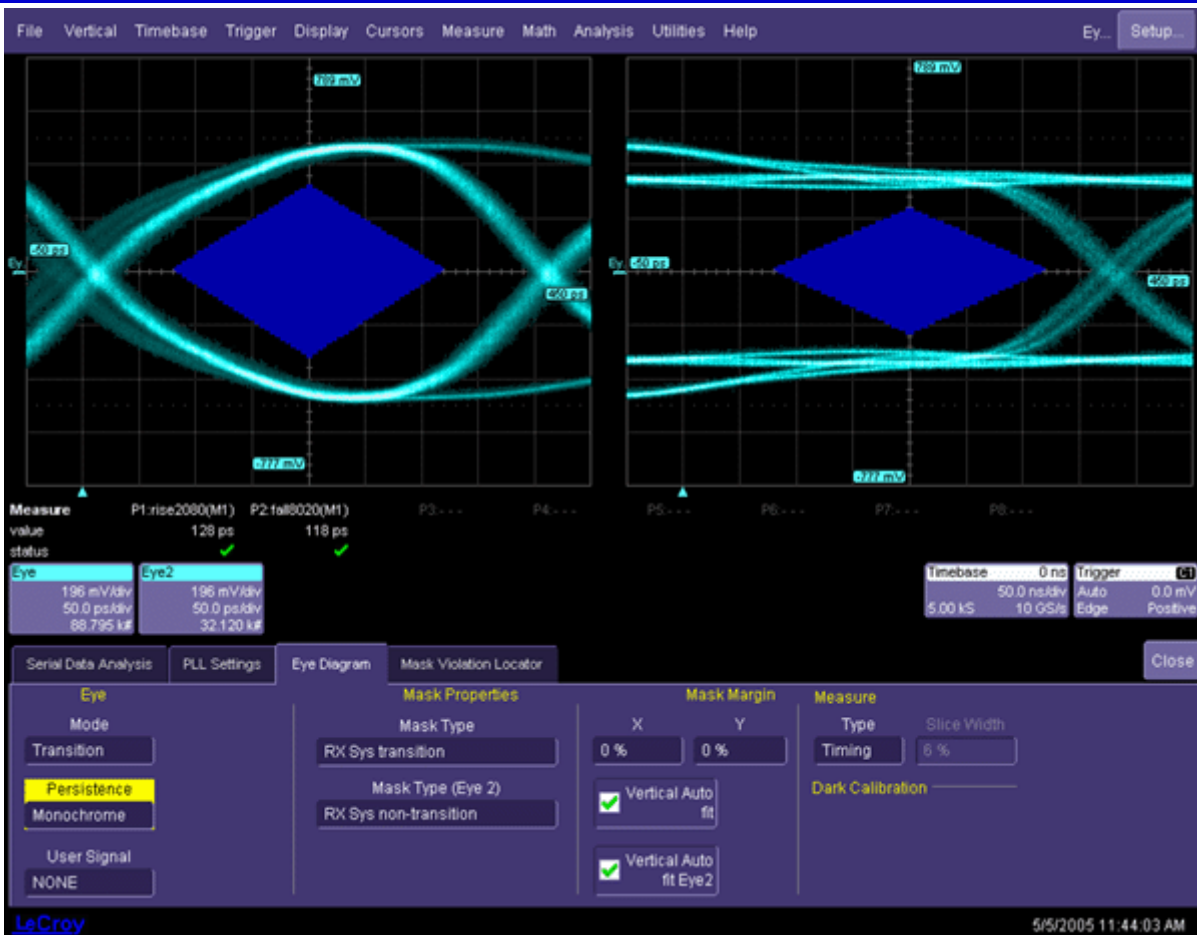 File Vertical Timebase Trigger Display Cursors Measure Math Analysis Utilities Help Ey... Setup...
789 mV 789 mV
-50 ps -50 ps
Ey. Ey.
460 ps 460 ps
-777 mV -777 mV
Measure P1:rise2080(M1) P2:fall8020(M1) P3:--- P4:--- P5:--- P6:--- P7:--- P8:---
value 128 ps 118 ps
status
Eye Eye2 Timebase 0 ns Trigger C1
196 mV/div 196 mV/div 50.0 ns/div Auto 0.0 mV
50.0 ps/div 50.0 ps/div 5.00 kS 10 GS/s Edge Positive
88.795 k# 32.120 k#
Serial Data Analysis PLL Settings Eye Diagram Mask Violation Locator Close
Eye Mask Properties Mask Margin Measure
Mode Mask Type X Y Type Slice Width
Transition RX Sys transition 0 % 0 % Timing 6 %
Persistence Mask Type (Eye 2) Vertical Auto fit Dark Calibration
Monochrome RX Sys non-transition
User Signal Vertical Auto fit Eye2
NONE
LeCroy 5/5/2005 11:44:03 AM